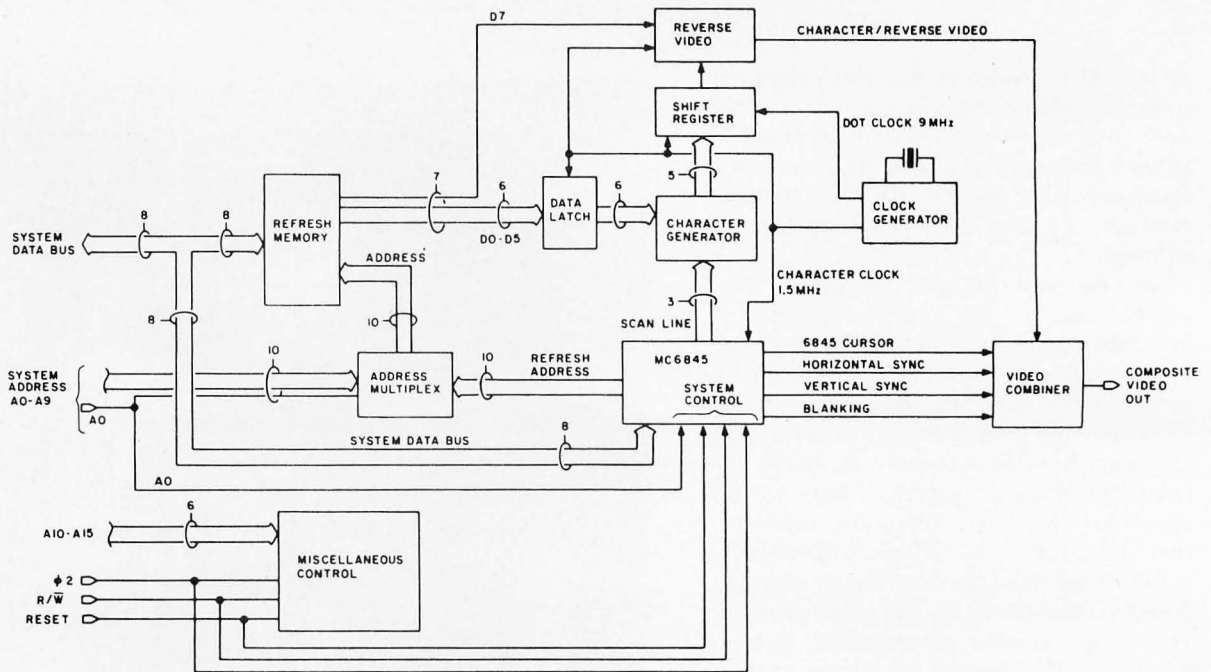 D7
REVERSE
VIDEO
CHARACTER/REVERSE VIDEO
SHIFT
REGISTER
DOT CLOCK 9MHz
5
7
6
6
8
8
REFRESH
MEMORY
DATA
LATCH
CHARACTER
GENERATOR
CLOCK
GENERATOR
SYSTEM
DATA BUS
D0-D5
ADDRESS
CHARACTER CLOCK
1.5MHz
8
10
3
SCAN LINE
MC6845
6845 CURSOR
SYSTEM
ADDRESS
A0-A9
10
ADDRESS
MULTIPLEX
10
REFRESH
ADDRESS
HORIZONTAL SYNC
SYSTEM
CONTROL
VERTICAL SYNC
BLANKING
VIDEO
COMBINER
COMPOSITE
VIDEO
OUT
A0
SYSTEM DATA BUS
8
A0
6
A10-A15
MISCELLANEOUS
CONTROL
ϕ2
R/W̅
RESET